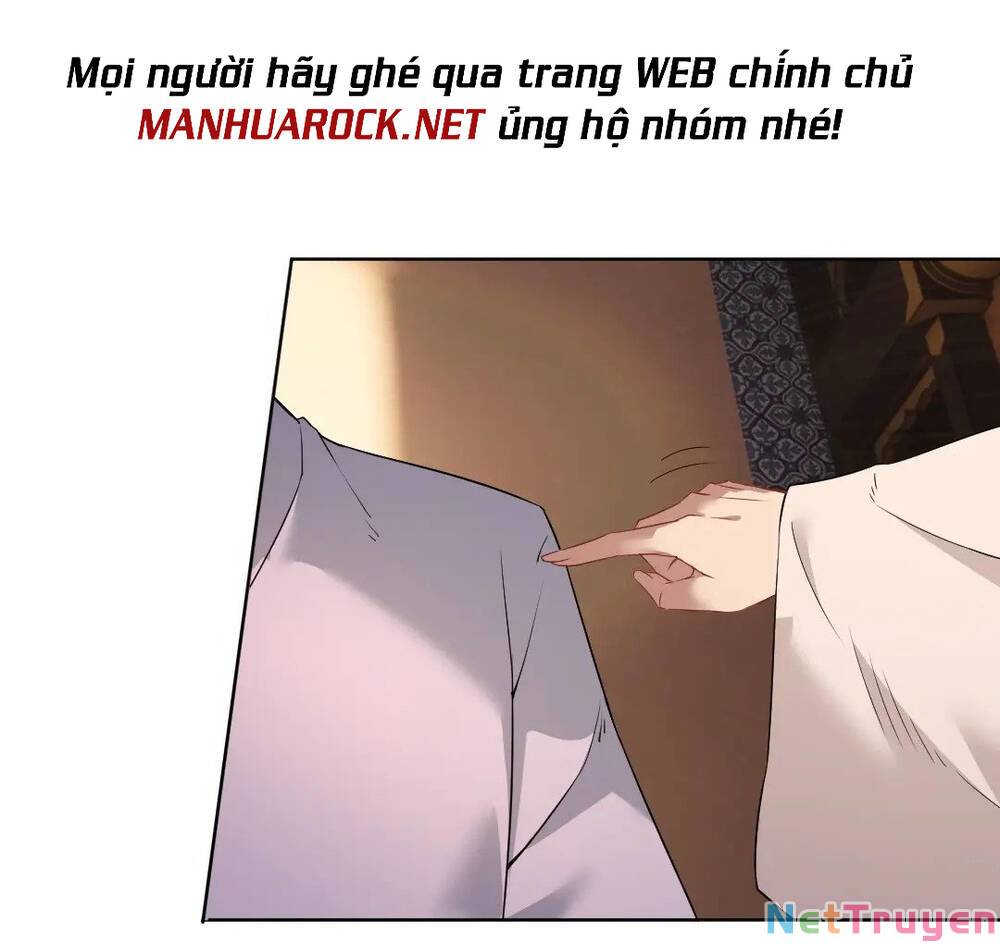 Mọi người hãy ghé qua trang WEB chính chủ
MANHUAROCK.NET ủng hộ nhóm nhé!
NetTruyen